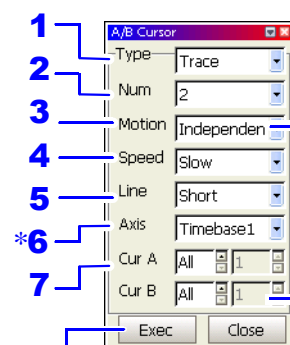 A/B Cursor
1 Type Trace
2 Num 2
3 Motion Independen
4 Speed Slow
5 Line Short
*6 Axis Timebase1
7 Cur A All 1
Cur B All 1
Exec Close